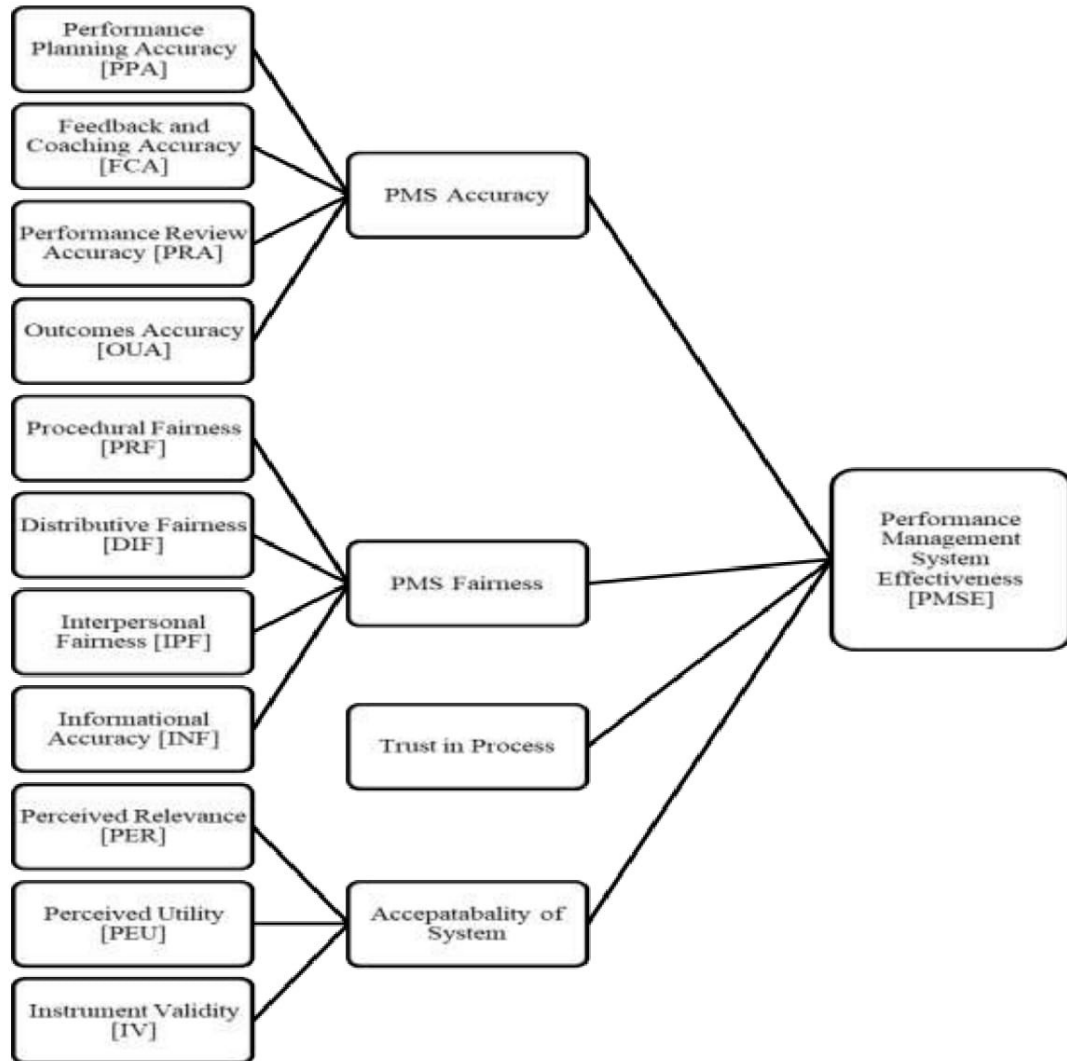 Performance
Planning Accuracy
[PPA]
Feedback and
Coaching Accuracy
[FCA]
Performance Review
Accuracy [PRA]
Outcomes Accuracy
[OUA]
Procedural Fairness
[PRF]
Distributive Fairness
[DIF]
Interpersonal
Fairness [IPF]
Informational
Accuracy [INF]
Perceived Relevance
[PER]
Perceived Utility
[PEU]
Instrument Validity
[IV]
PMS Accuracy
PMS Fairness
Trust in Process
Accepatabality of
System
Performance
Management
System
Effectiveness
[PMSE]